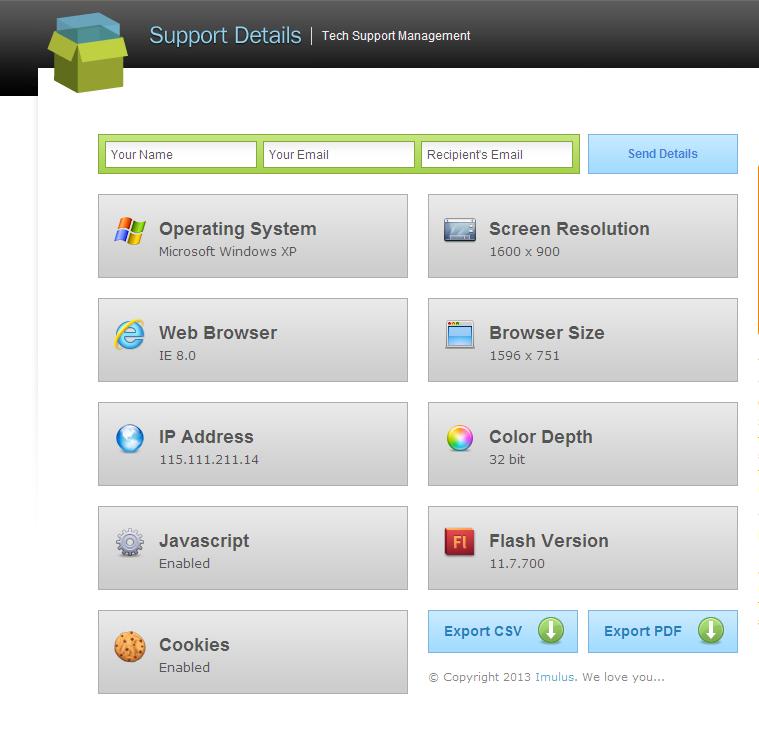 Support Details | Tech Support Management
Your Name
Your Email
Recipient's Email
Send Details
Operating System
Microsoft Windows XP
Screen Resolution
1600 x 900
Web Browser
IE 8.0
Browser Size
1596 x 751
IP Address
115.111.211.14
Color Depth
32 bit
Javascript
Enabled
Fl
Flash Version
11.7.700
Cookies
Enabled
Export CSV
Export PDF
© Copyright 2013 Imulus. We love you...